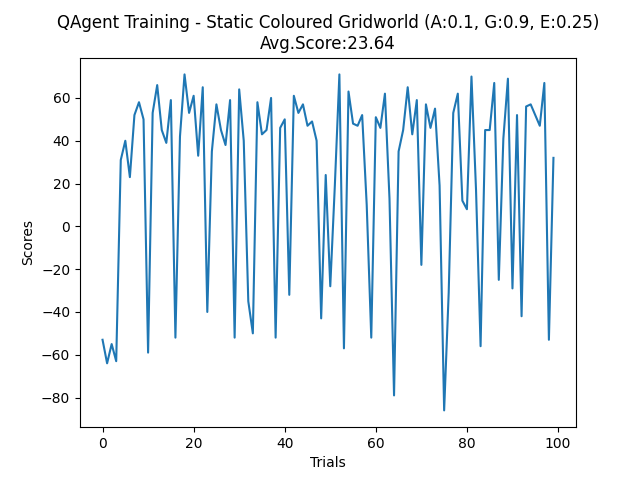 QAgent Training - Static Coloured Gridworld (A:0.1, G:0.9, E:0.25)
Avg.Score:23.64
Scores
60
40
20
0
−20
−40
−60
−80
0 20 40 60 80 100
Trials